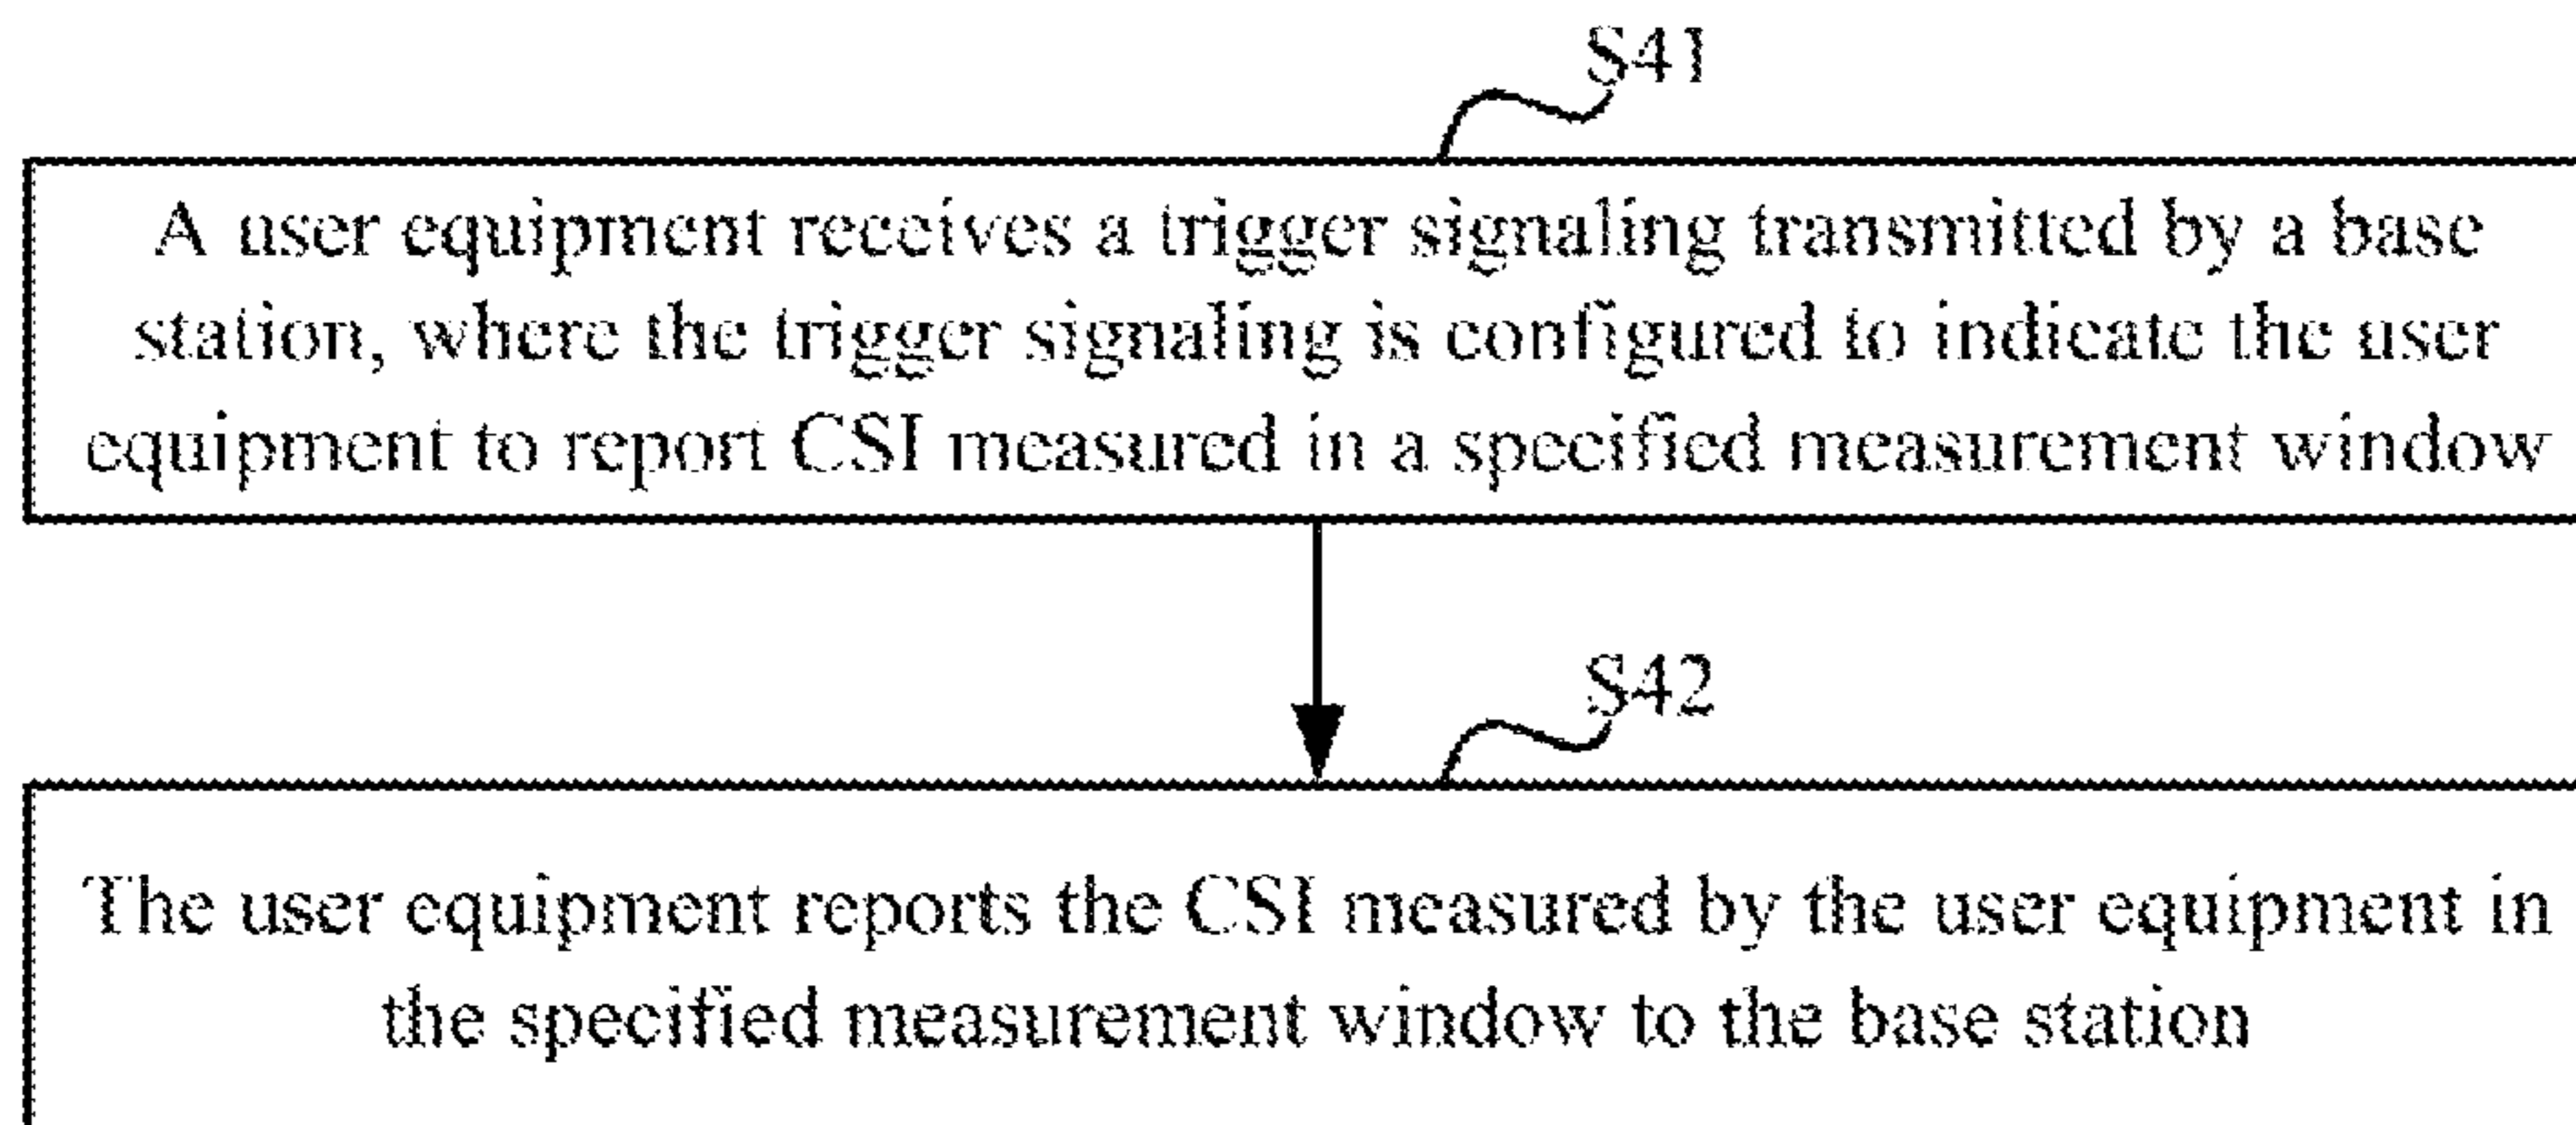 S41
A user equipment receives a trigger signaling transmitted by a base
station, where the trigger signaling is configured to indicate the user
equipment to report CSI measured in a specified measurement window
S42
The user equipment reports the CSI measured by the user equipment in
the specified measurement window to the base station